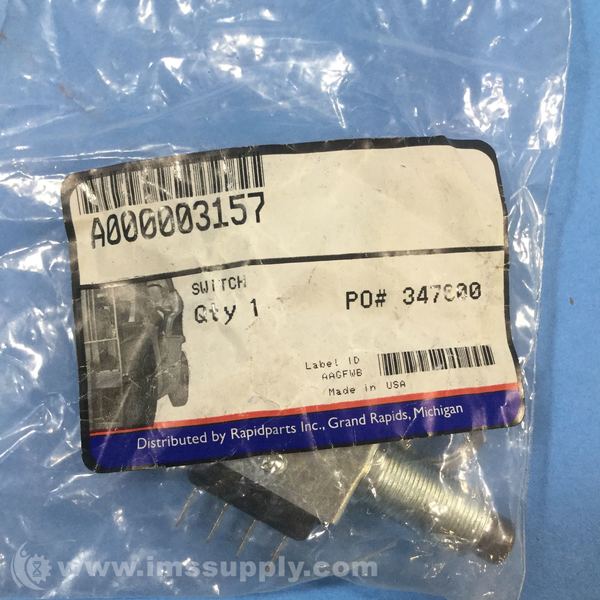 A000003157
SWITCH
Qty 1
PO# 347800
Label ID
AAGFWB
Made in USA
Distributed by Rapidparts Inc., Grand Rapids, Michigan
© www.imssupply.com